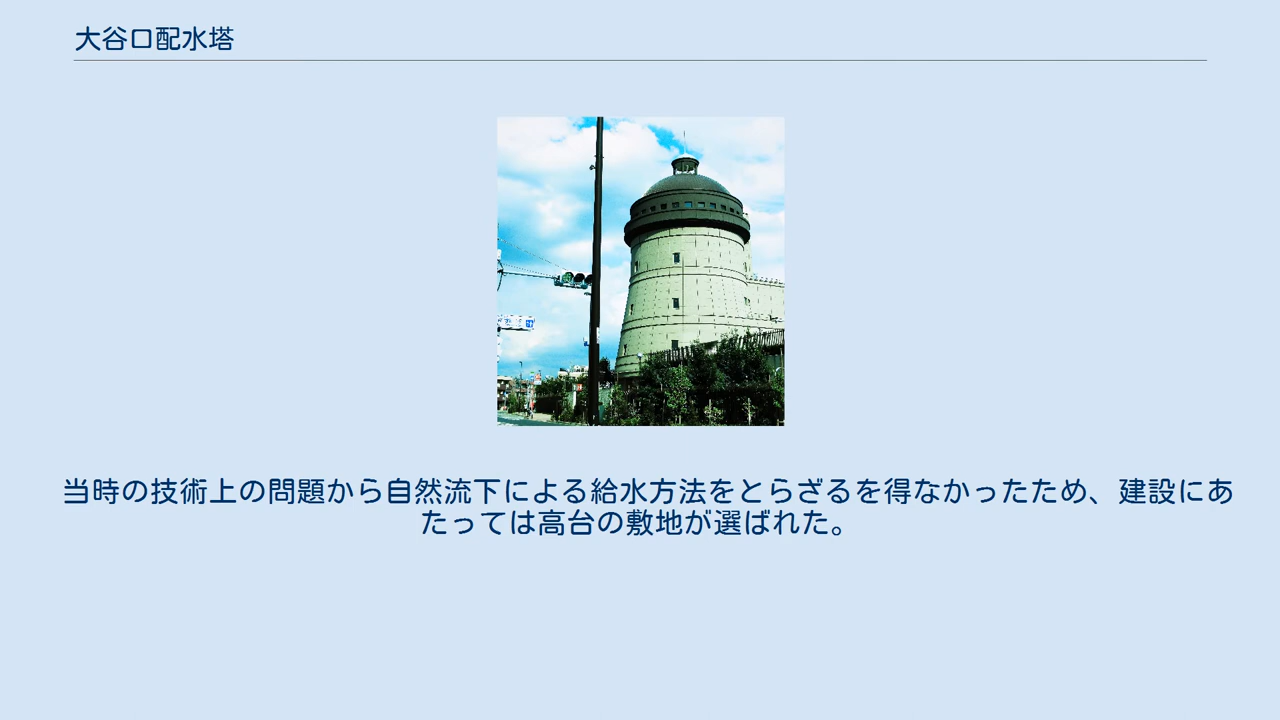 大谷口配水塔
当時の技術上の問題から自然流下による給水方法をとらざるを得なかったため、建設にあ
たっては高台の敷地が選ばれた。